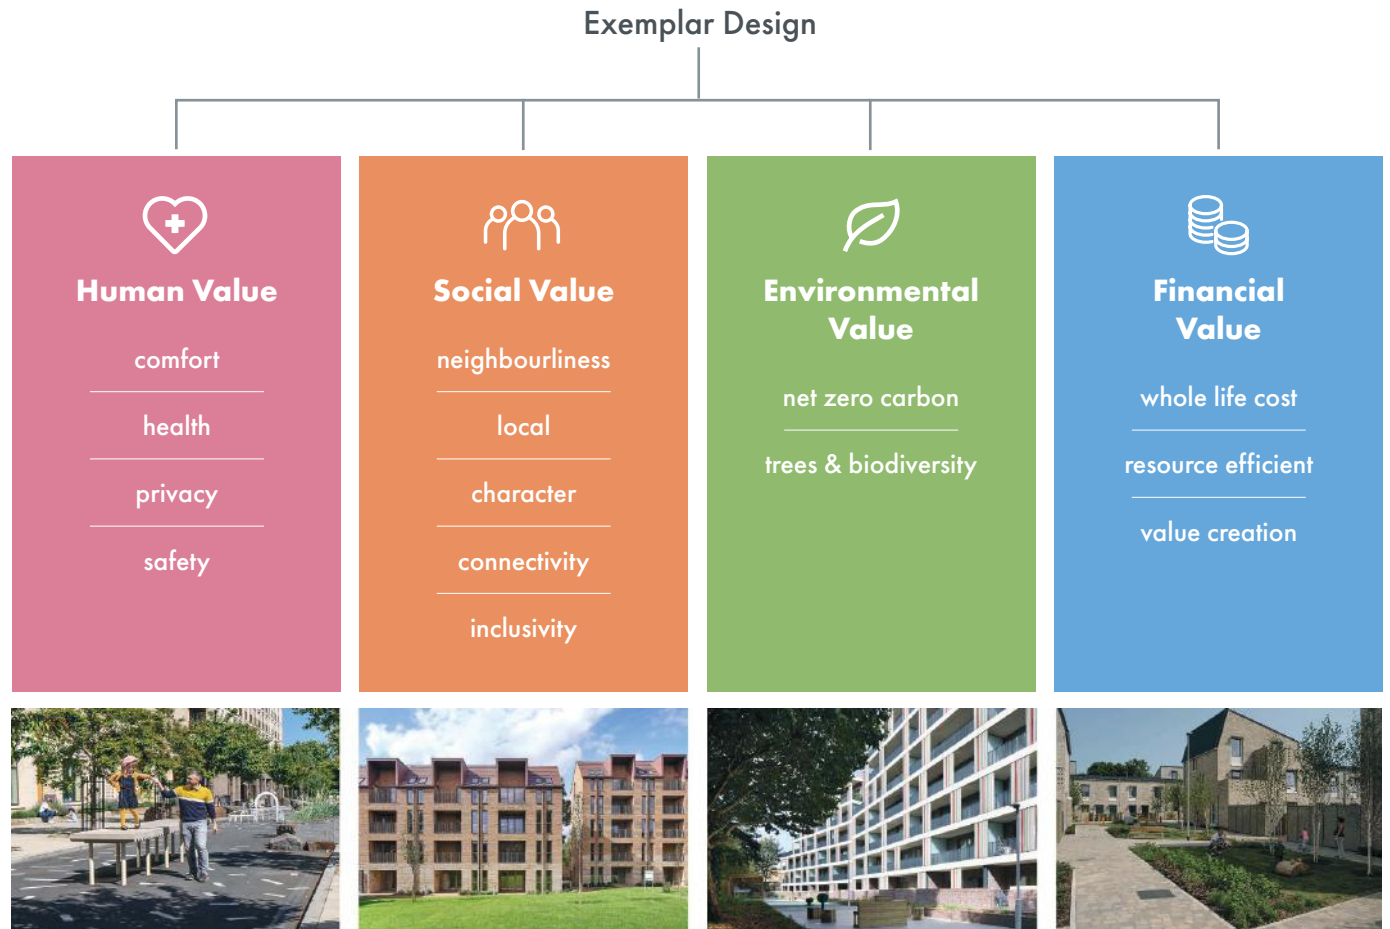 Exemplar Design
Human Value
comfort
health
privacy
safety
Social Value
neighbourliness
local
character
connectivity
inclusivity
Environmental
Value
net zero carbon
trees & biodiversity
Financial
Value
whole life cost
resource efficient
value creation